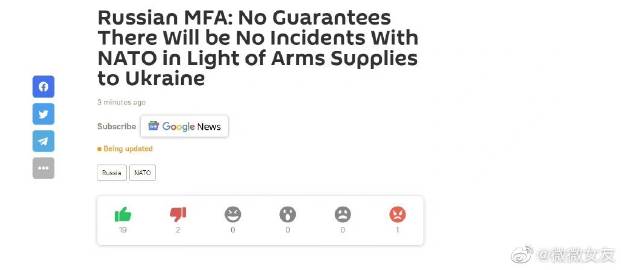 Russian MFA: No Guarantees
There Will be No Incidents With
NATO in Light of Arms Supplies
to Ukraine
3 minutes ago
Subscribe Google News
Being updated
Russia NATO
19 2 0 0 0 1
@微微女友